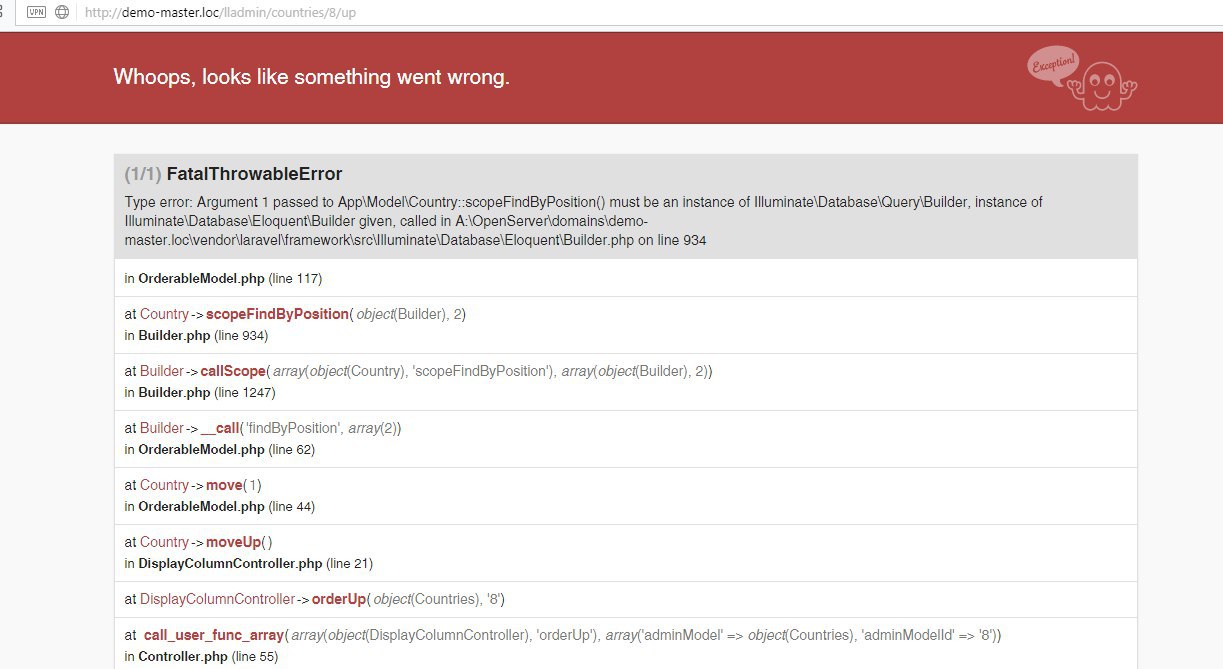 VPN http://demo-master.loc/lladmin/countries/8/up
Whoops, looks like something went wrong.
Exception!
(1/1) FatalThrowableError
Type error: Argument 1 passed to App\Model\Country::scopeFindByPosition() must be an instance of Illuminate\Database\Query\Builder, instance of
Illuminate\Database\Eloquent\Builder given, called in A:\OpenServer\domains\demo-
master.loc\vendor\laravel\framework\src\Illuminate\Database\Eloquent\Builder.php on line 934
in OrderableModel.php (line 117)
at Country->scopeFindByPosition(object(Builder), 2)
in Builder.php (line 934)
at Builder->callScope(array(object(Country), 'scopeFindByPosition'), array(object(Builder), 2))
in Builder.php (line 1247)
at Builder->__call('findByPosition', array(2))
in OrderableModel.php (line 62)
at Country->move(1)
in OrderableModel.php (line 44)
at Country->moveUp()
in DisplayColumnController.php (line 21)
at DisplayColumnController->orderUp(object(Countries), '8')
at call_user_func_array(array(object(DisplayColumnController), 'orderUp'), array('adminModel' => object(Countries), 'adminModelId' => '8'))
in Controller.php (line 55)